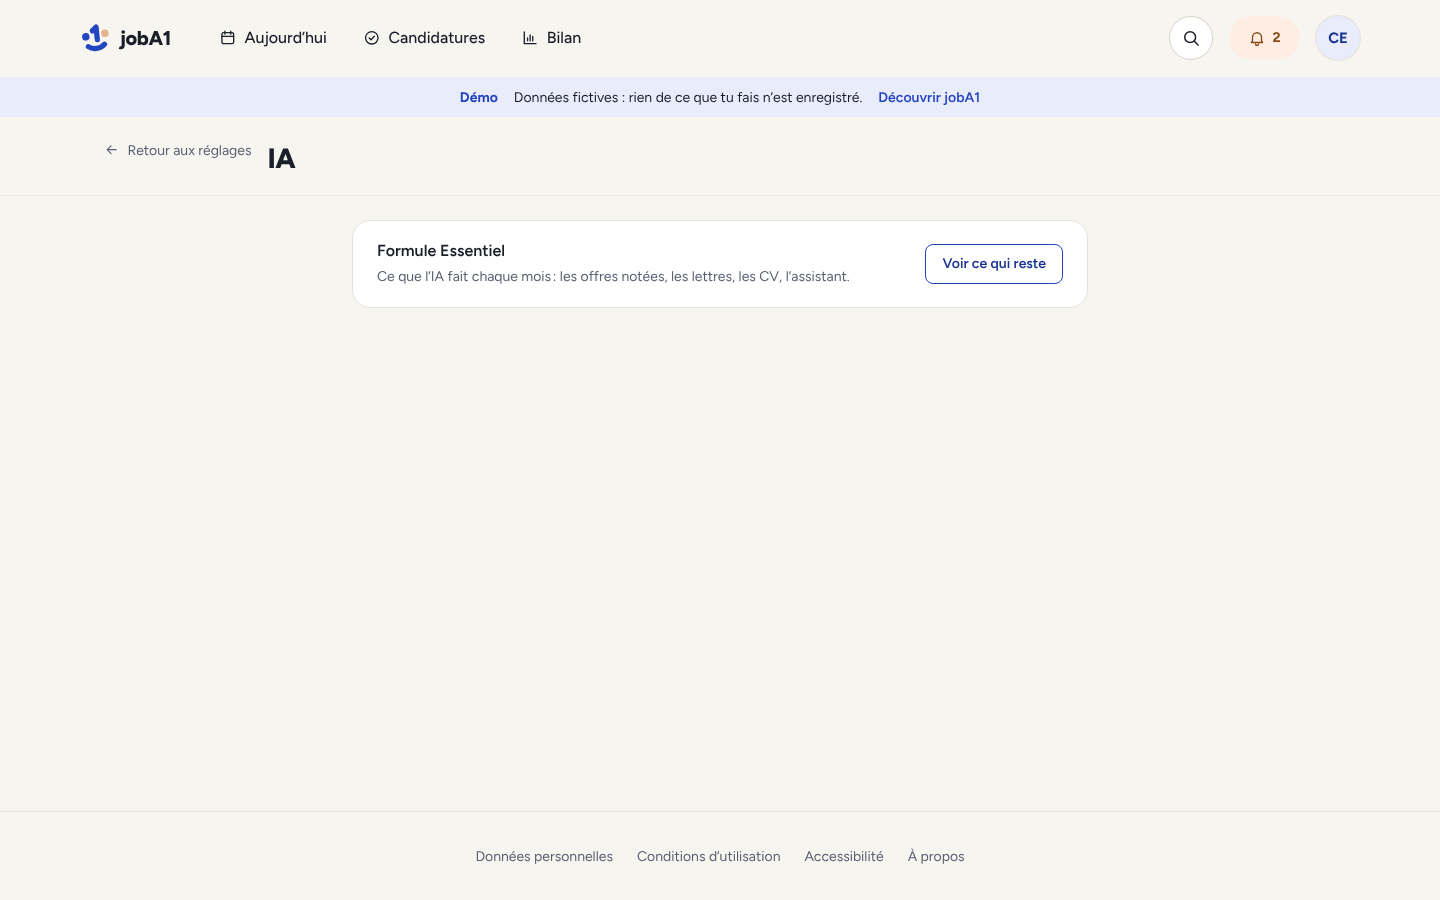 jobA1
Aujourd’hui
Candidatures
Bilan
2
CE
Démo Données fictives : rien de ce que tu fais n’est enregistré. Découvrir jobA1
Retour aux réglages
IA
Formule Essentiel
Ce que l’IA fait chaque mois : les offres notées, les lettres, les CV, l’assistant.
Voir ce qui reste
Données personnelles Conditions d’utilisation Accessibilité À propos